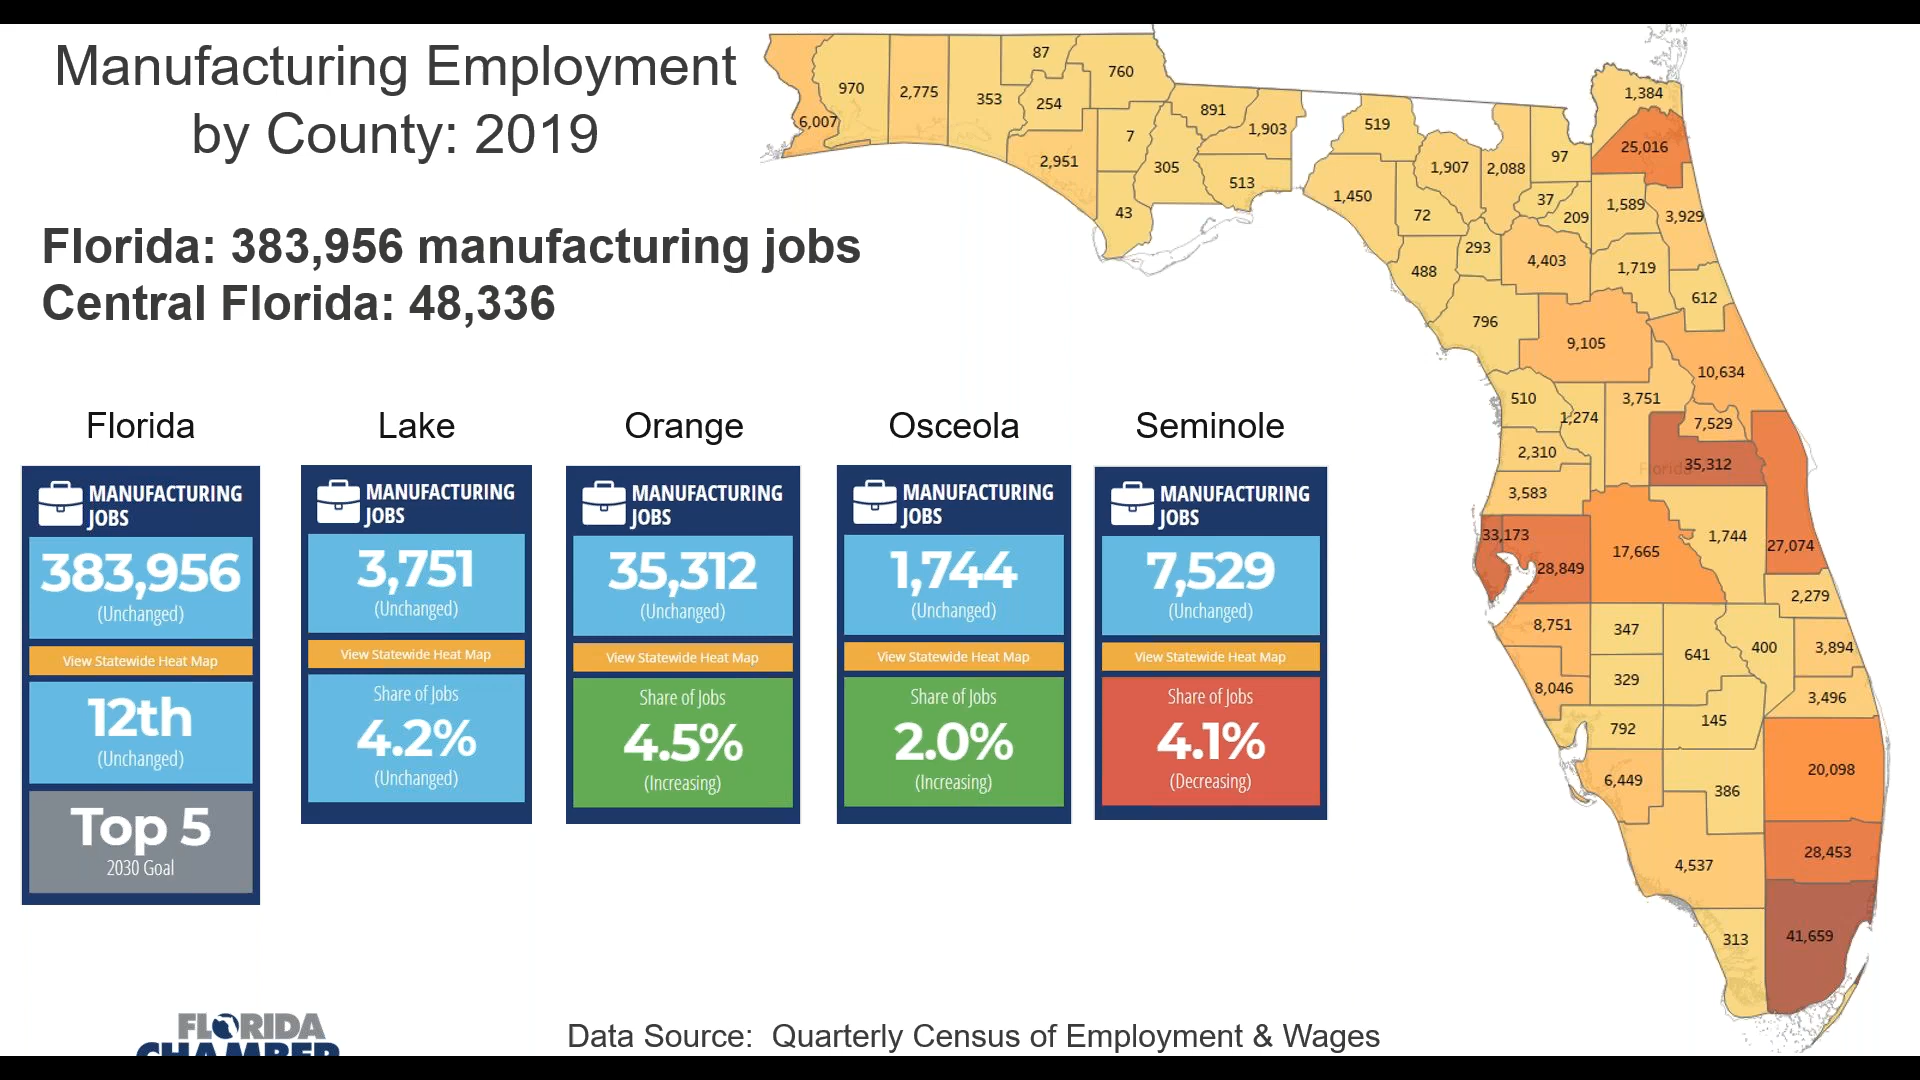 Manufacturing Employment
by County: 2019
Florida: 383,956 manufacturing jobs
Central Florida: 48,336
Florida
MANUFACTURING
JOBS
383,956
(Unchanged)
View Statewide Heat Map
12th
(Unchanged)
Top 5
2030 Goal
Lake
MANUFACTURING
JOBS
3,751
(Unchanged)
View Statewide Heat Map
Share of Jobs
4.2%
(Unchanged)
Orange
MANUFACTURING
JOBS
35,312
(Unchanged)
View Statewide Heat Map
Share of Jobs
4.5%
(Increasing)
Osceola
MANUFACTURING
JOBS
1,744
(Unchanged)
View Statewide Heat Map
Share of Jobs
2.0%
(Increasing)
Seminole
MANUFACTURING
JOBS
7,529
(Unchanged)
View Statewide Heat Map
Share of Jobs
4.1%
(Decreasing)
6,007
970
2,775
353
87
254
760
2,951
7
43
305
891
1,903
513
519
1,450
1,907
72
2,088
97
37
209
1,384
25,016
1,589
3,929
488
293
4,403
1,719
612
796
9,105
10,634
510
1,274
3,751
7,529
2,310
Florida
35,312
3,583
33,173
28,849
17,665
1,744
27,074
2,279
8,751
347
641
400
3,894
8,046
329
3,496
792
145
6,449
386
20,098
4,537
28,453
313
41,659
FLORIDA
CHAMBER
Data Source: Quarterly Census of Employment & Wages